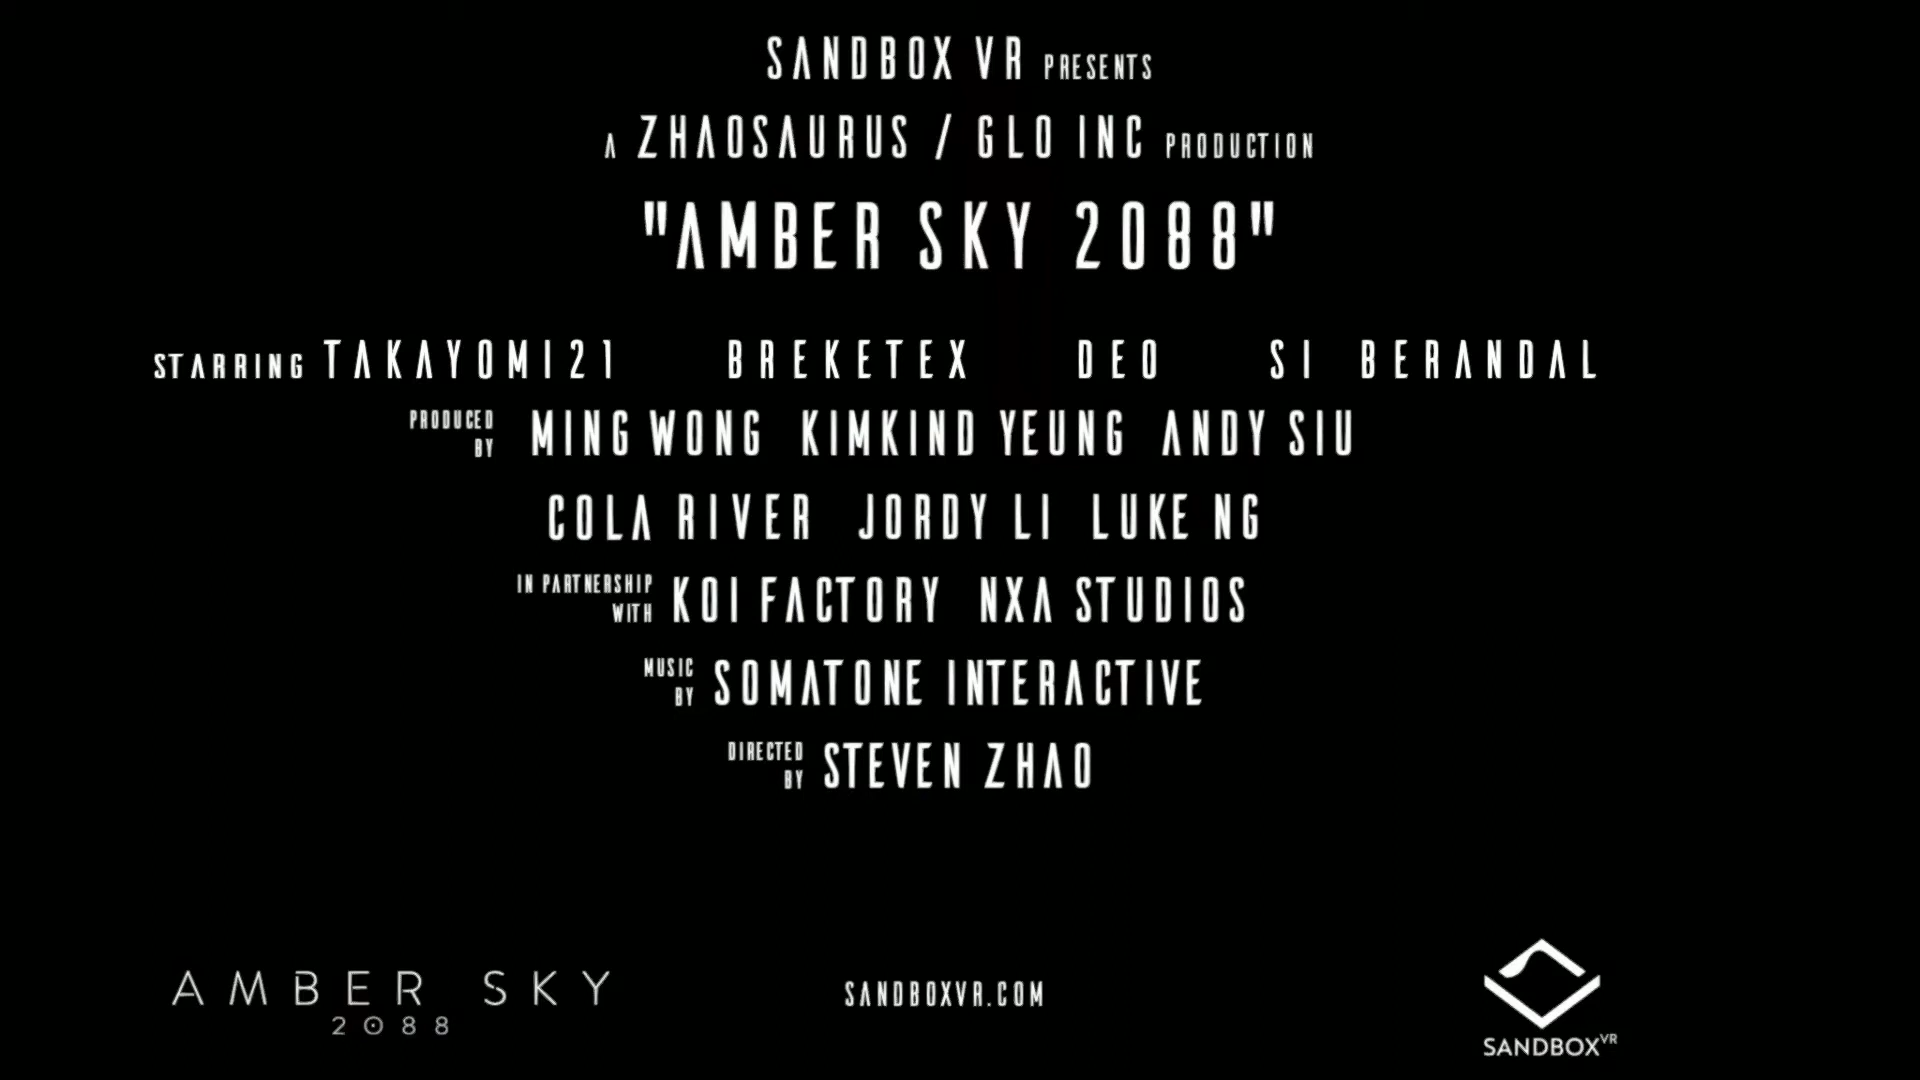 SANDBOX VR PRESENTS
A ZHAOSAURUS / GLO INC PRODUCTION
"AMBER SKY 2088"
STARRING TAKAYOMI21 BREKETEX DEO SI BERANDAL
PRODUCED BY MING WONG KIMKIND YEUNG ANDY SIU
COLA RIVER JORDY LI LUKE NG
IN PARTNERSHIP WITH KOI FACTORY NXA STUDIOS
MUSIC BY SOMATONE INTERACTIVE
DIRECTED BY STEVEN ZHAO
AMBER SKY
2088
SANDBOXVR.COM
SANDBOX VR